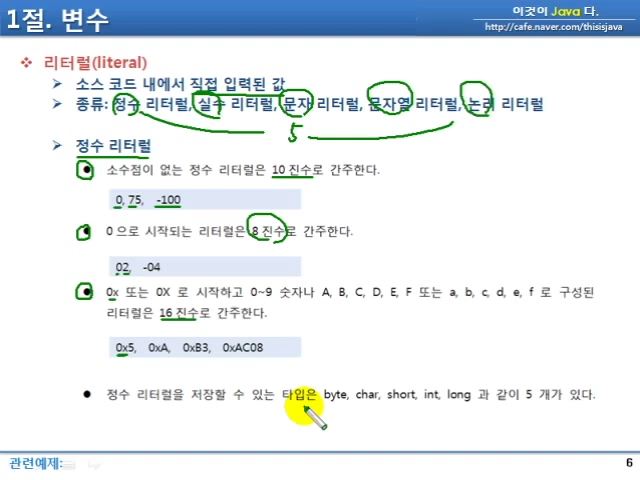 1절. 변수
이것이 Java 다.
http://cafe.naver.com/thisisjava
리터럴(literal)
소스 코드 내에서 직접 입력된 값
종류: 정수 리터럴, 실수 리터럴, 문자 리터럴, 문자열 리터럴, 논리 리터럴
5
정수 리터럴
소수점이 없는 정수 리터럴은 10 진수로 간주한다.
0, 75, -100
0 으로 시작되는 리터럴은 8 진수로 간주한다.
02, -04
0x 또는 0X 로 시작하고 0~9 숫자나 A, B, C, D, E, F 또는 a, b, c, d, e, f 로 구성된
리터럴은 16 진수로 간주한다.
0x5, 0xA, 0xB3, 0xAC08
정수 리터럴을 저장할 수 있는 타입은 byte, char, short, int, long 과 같이 5 개가 있다.
관련예제:
6